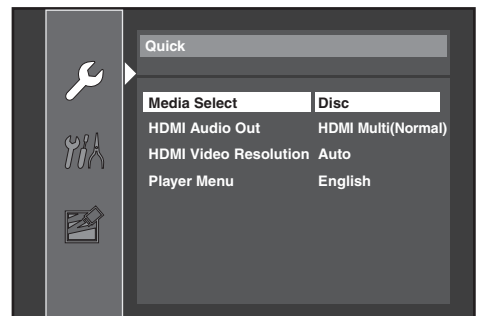 Quick
Media Select Disc
HDMI Audio Out HDMI Multi(Normal)
HDMI Video Resolution Auto
Player Menu English